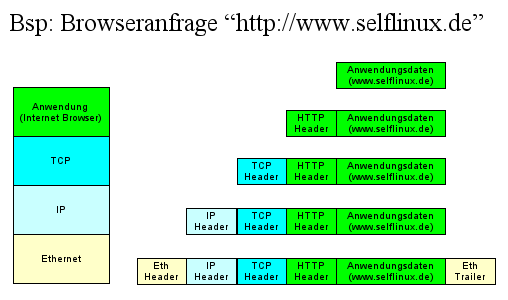 Bsp: Browseranfrage “http://www.selflinux.de”
Anwendungsdaten
(www.selflinux.de)
Anwendung
(Internet Browser)
HTTP
Header
Anwendungsdaten
(www.selflinux.de)
TCP
TCP
Header
HTTP
Header
Anwendungsdaten
(www.selflinux.de)
IP
IP
Header
TCP
Header
HTTP
Header
Anwendungsdaten
(www.selflinux.de)
Ethernet
Eth
Header
IP
Header
TCP
Header
HTTP
Header
Anwendungsdaten
(www.selflinux.de)
Eth
Trailer